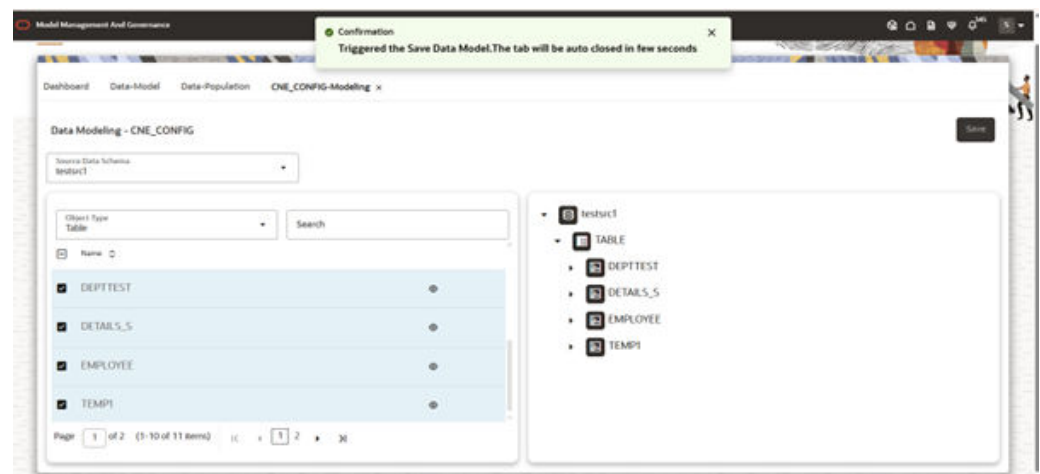 Model Management And Governance
Confirmation
Triggered the Save Data Model.The tab will be auto closed in few seconds
Dashboard Data-Model Data-Population CNE_CONFIG-Modeling ×
Data Modeling - CNE_CONFIG
Save
Source Data Schema
testsrc1
Object Type
Table
Search
Name
DEPTTEST
DETAILS_S
EMPLOYEE
TEMP1
Page 1 of 2 (1-10 of 11 items) 1 2
testsrc1
TABLE
DEPTTEST
DETAILS_S
EMPLOYEE
TEMP1